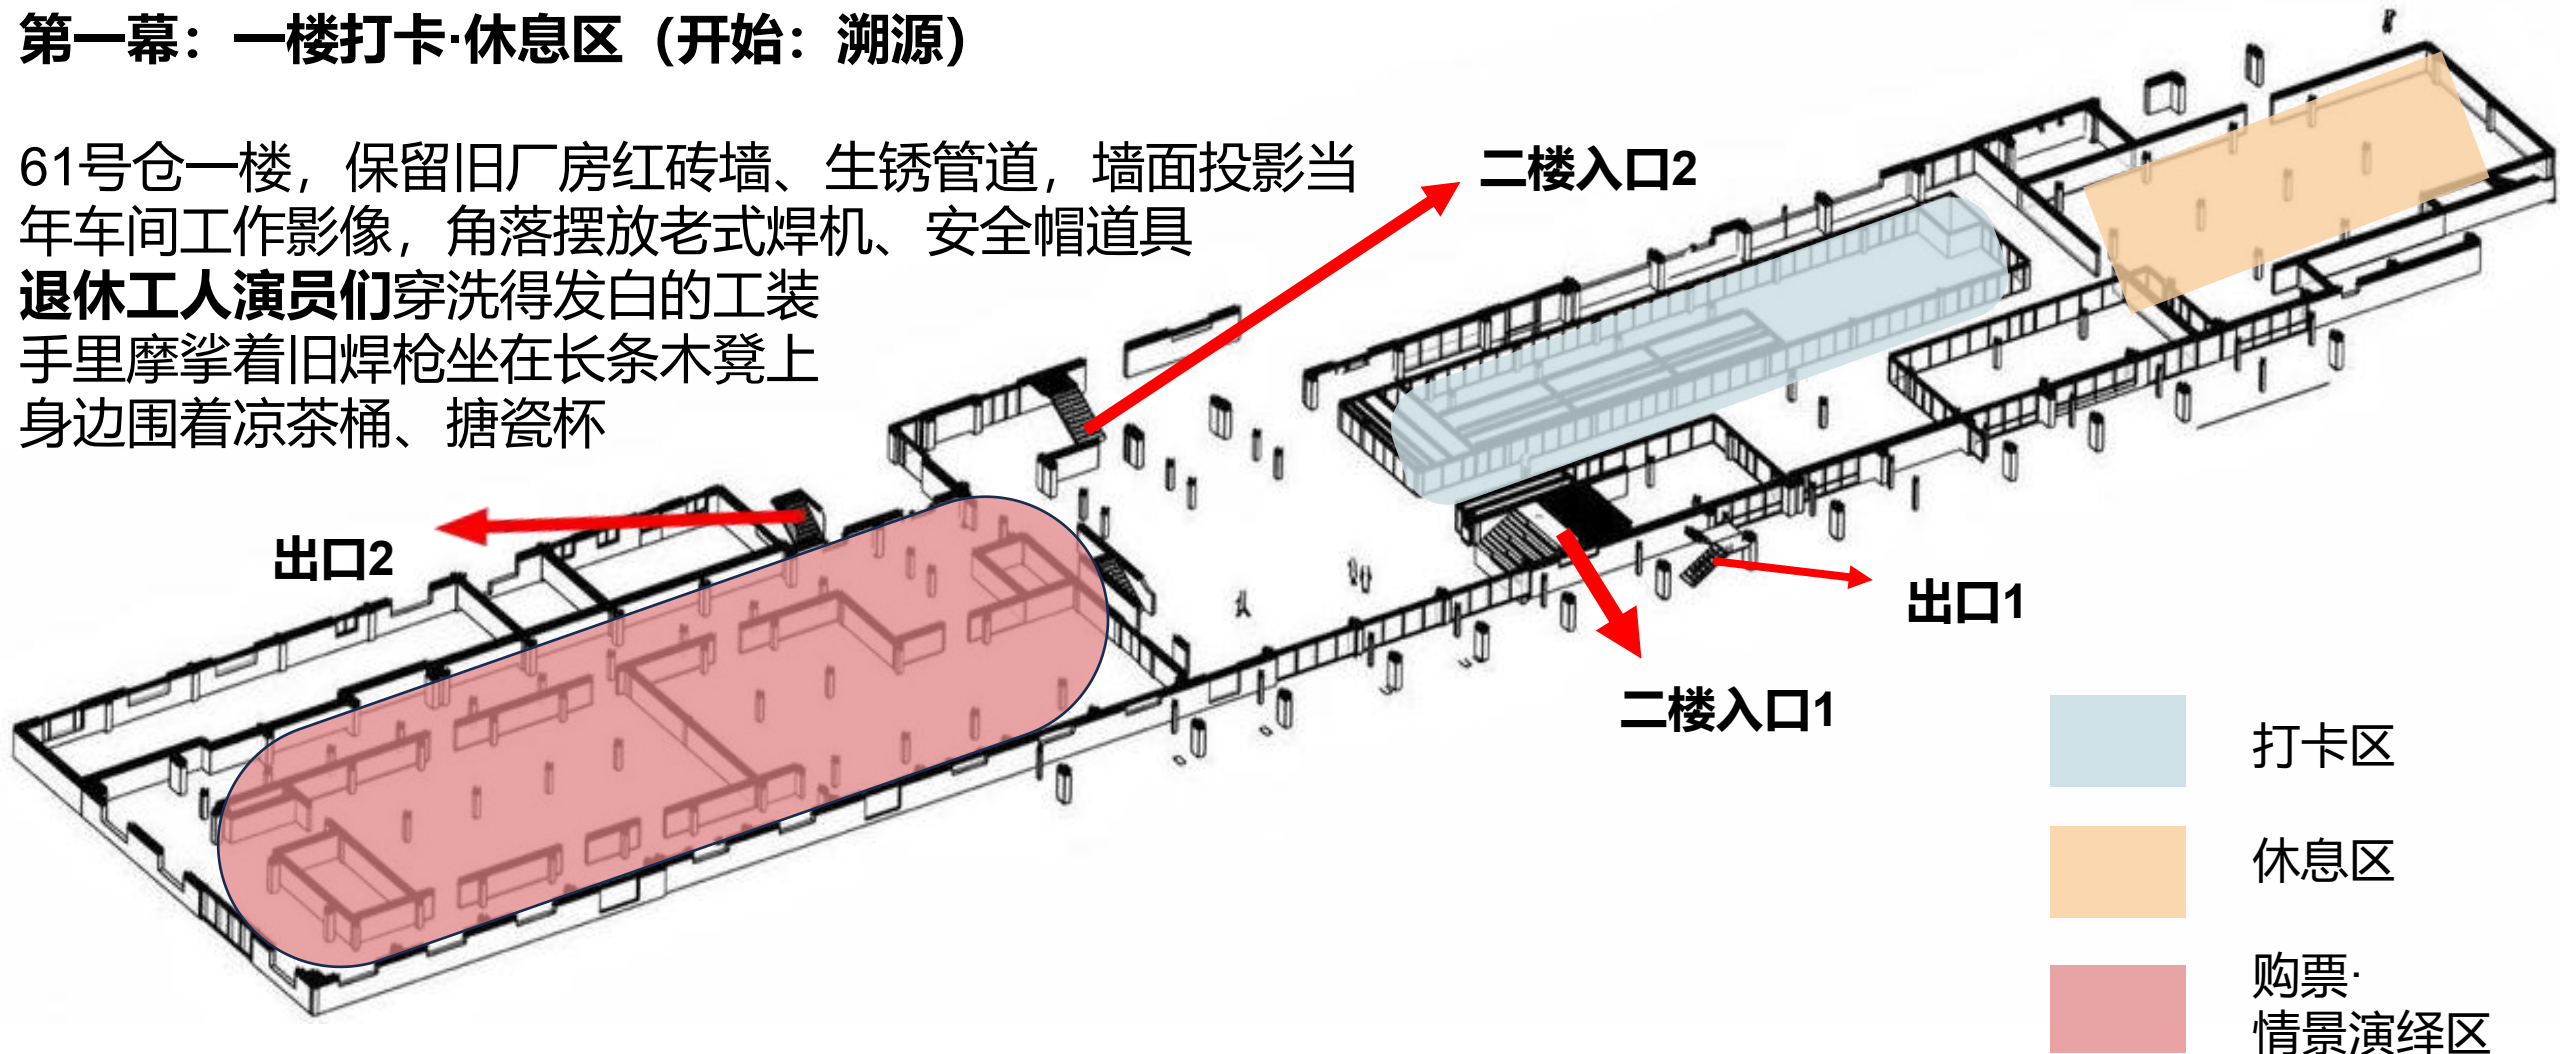 第一幕：一楼打卡·休息区（开始：溯源）
61号仓一楼，保留旧厂房红砖墙、生锈管道，墙面投影当
年车间工作影像，角落摆放老式焊机、安全帽道具
退休工人演员们穿洗得发白的工装
手里摩挲着旧焊枪坐在长条木凳上
身边围着凉茶桶、搪瓷杯
二楼入口2
出口2
出口1
二楼入口1
打卡区
休息区
购票·
情景演绎区